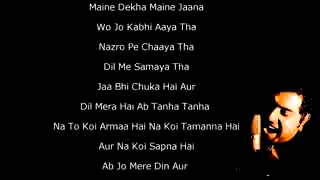 Maine Dekha Maine Jaana
Wo Jo Kabhi Aaya Tha
Nazro Pe Chaaya Tha
Dil Me Samaya Tha
Jaa Bhi Chuka Hai Aur
Dil Mera Hai Ab Tanha Tanha
Na To Koi Armaa Hai Na Koi Tamanna Hai
Aur Na Koi Sapna Hai
Ab Jo Mere Din Aur